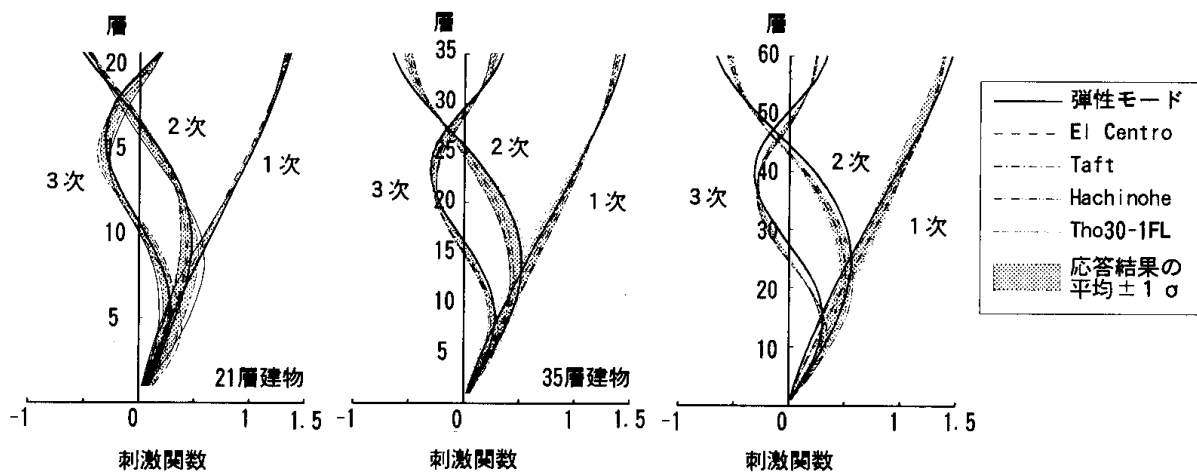 層
20
15
10
5
3次
2次
1次
21層建物
-1
0
1
1.5
刺激関数
層
35
30
25
20
15
10
5
3次
2次
1次
35層建物
-1
0
1
1.5
刺激関数
層
60
50
40
30
20
10
3次
2次
1次
-1
0
1
1.5
刺激関数
弾性モード
El Centro
Taft
Hachinohe
Tho30-1FL
応答結果の
平均±1σ